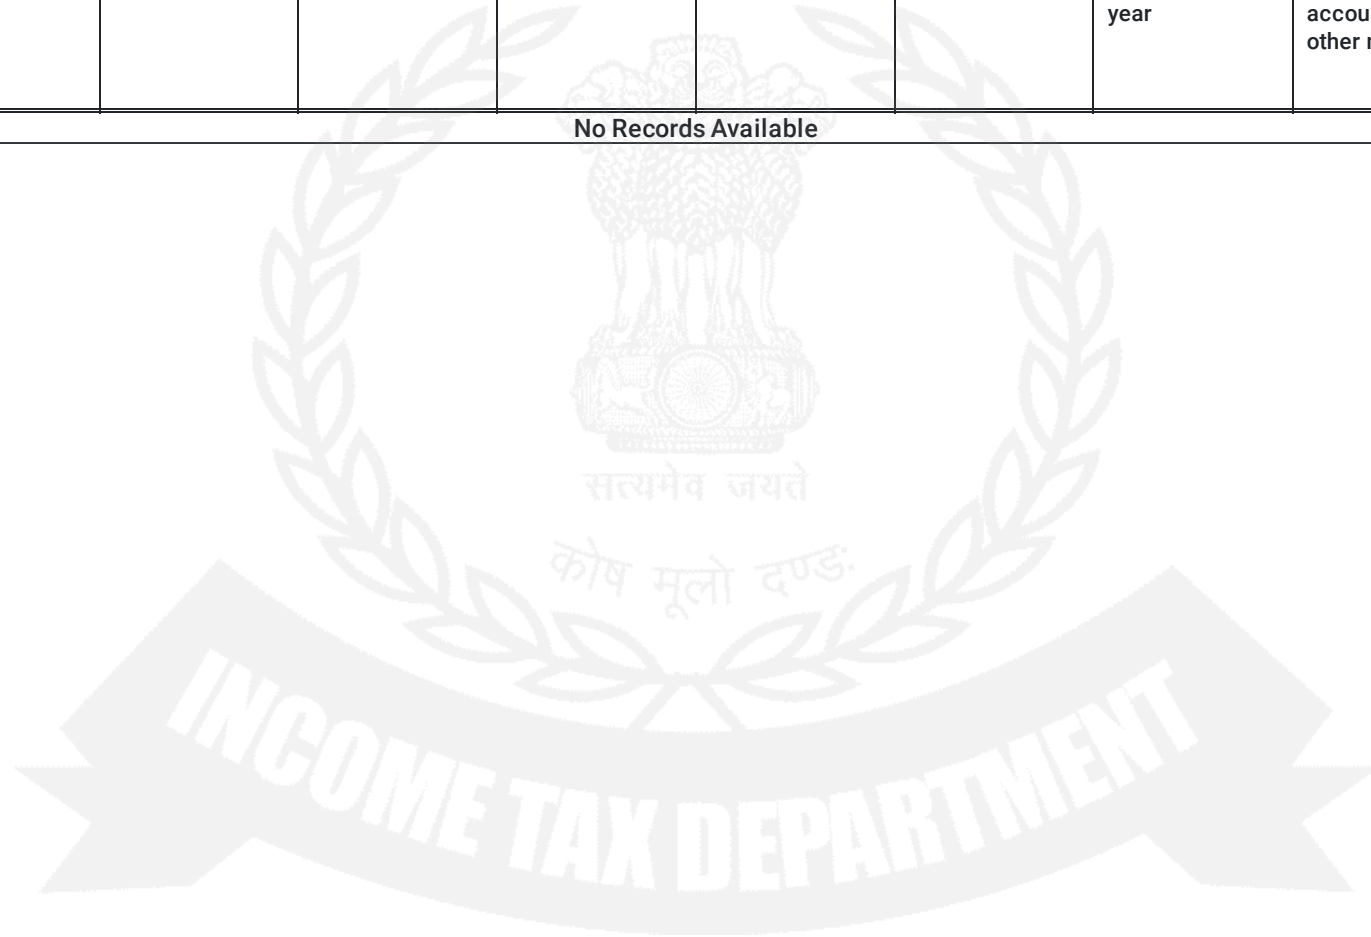 year
accou
other
No Records Available
सत्यमेव जयते
कोष मूलो दण्डः
INCOME TAX DEPARTMENT